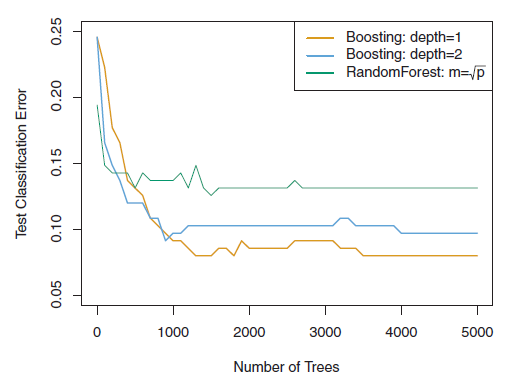 Boosting: depth=1
Boosting: depth=2
RandomForest: m=√p
Test Classification Error
0.25
0.20
0.15
0.10
0.05
0 1000 2000 3000 4000 5000
Number of Trees